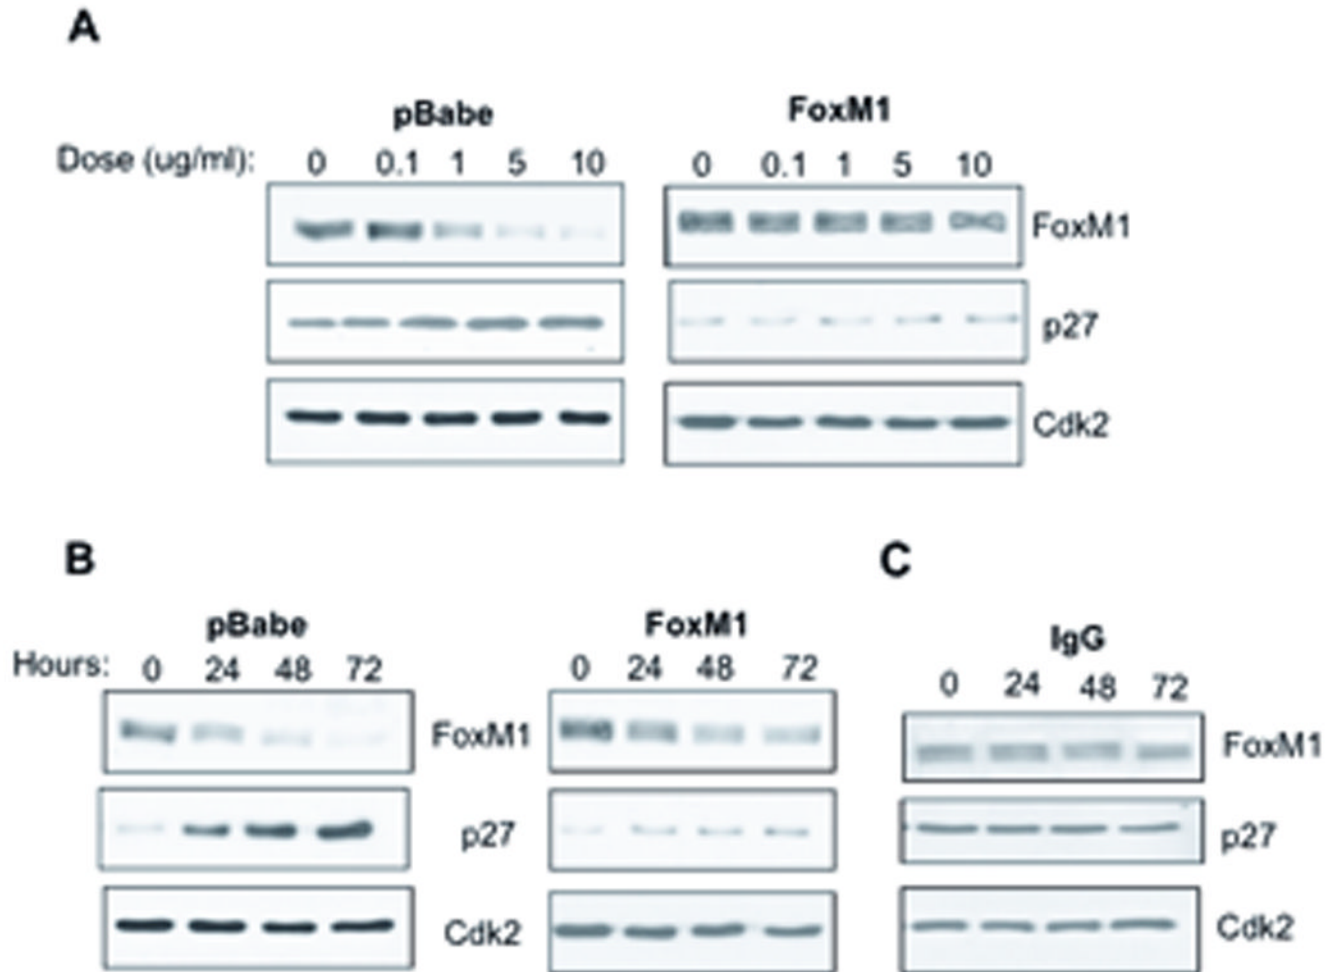 A
pBabe FoxM1
Dose (ug/ml): 0 0.1 1 5 10 0 0.1 1 5 10
FoxM1
p27
Cdk2
B C
pBabe FoxM1 IgG
Hours: 0 24 48 72 0 24 48 72 0 24 48 72
FoxM1 FoxM1
p27 p27
Cdk2 Cdk2